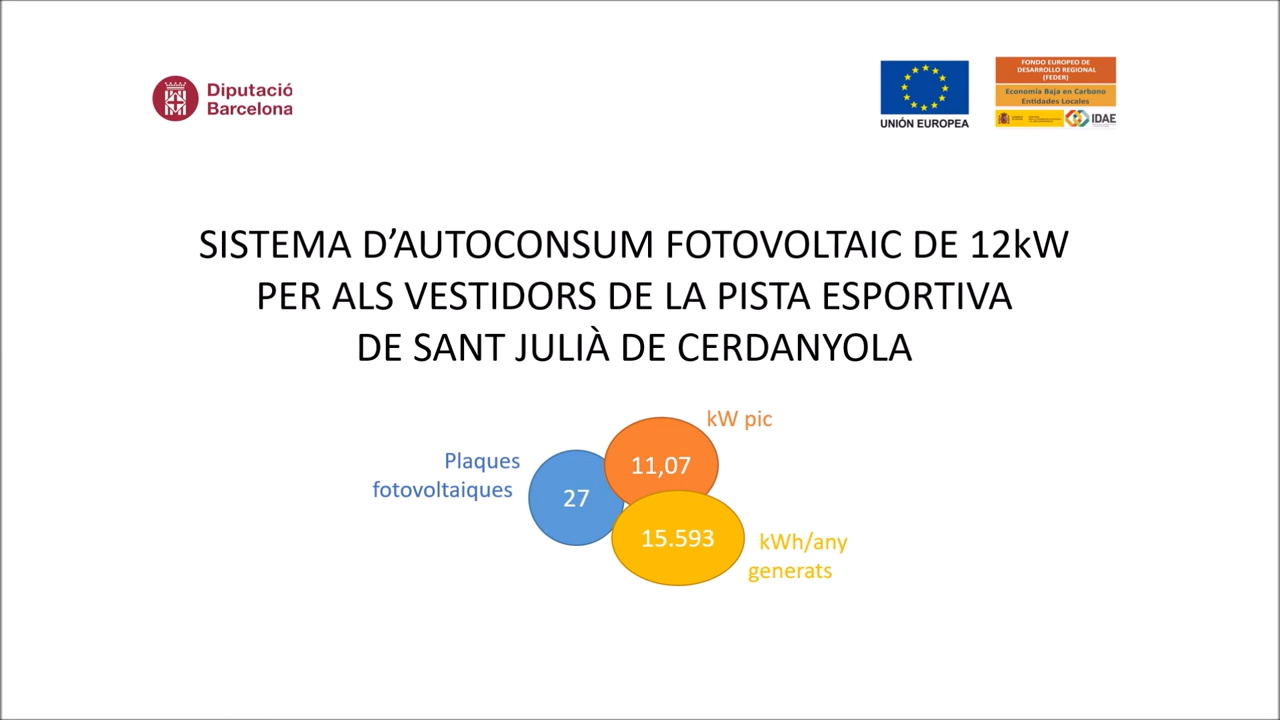 Diputació
Barcelona
UNIÓN EUROPEA
FONDO EUROPEO DE
DESARROLLO REGIONAL
(FEDER)
Economía Baja en Carbono
Entidades Locales
IDAE
SISTEMA D’AUTOCONSUM FOTOVOLTAIC DE 12kW
PER ALS VESTIDORS DE LA PISTA ESPORTIVA
DE SANT JULIÀ DE CERDANYOLA
kW pic
11,07
Plaques
fotovoltaiques
27
15.593
kWh/any
generats